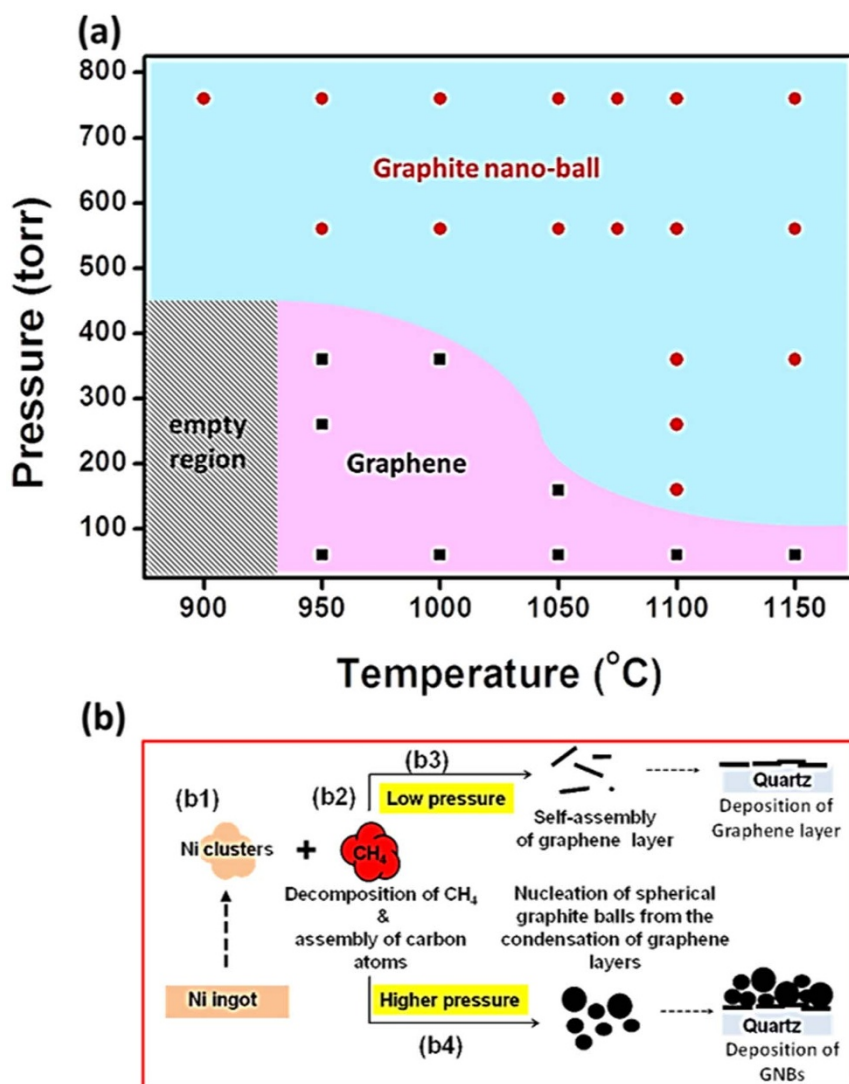 (a)
800
700
600
500
400
300
200
100
Pressure (torr)
Graphite nano-ball
empty
region
Graphene
900
950
1000
1050
1100
1150
Temperature (°C)
(b)
(b1)
Ni clusters
+
Ni ingot
(b2)
CH₄
Decomposition of CH₄
&
assembly of carbon
atoms
(b3)
Low pressure
Self-assembly
of graphene layer
Quartz
Deposition of
Graphene layer
Higher pressure
(b4)
Nucleation of spherical
graphite balls from the
condensation of graphene
layers
Quartz
Deposition of
GNBs